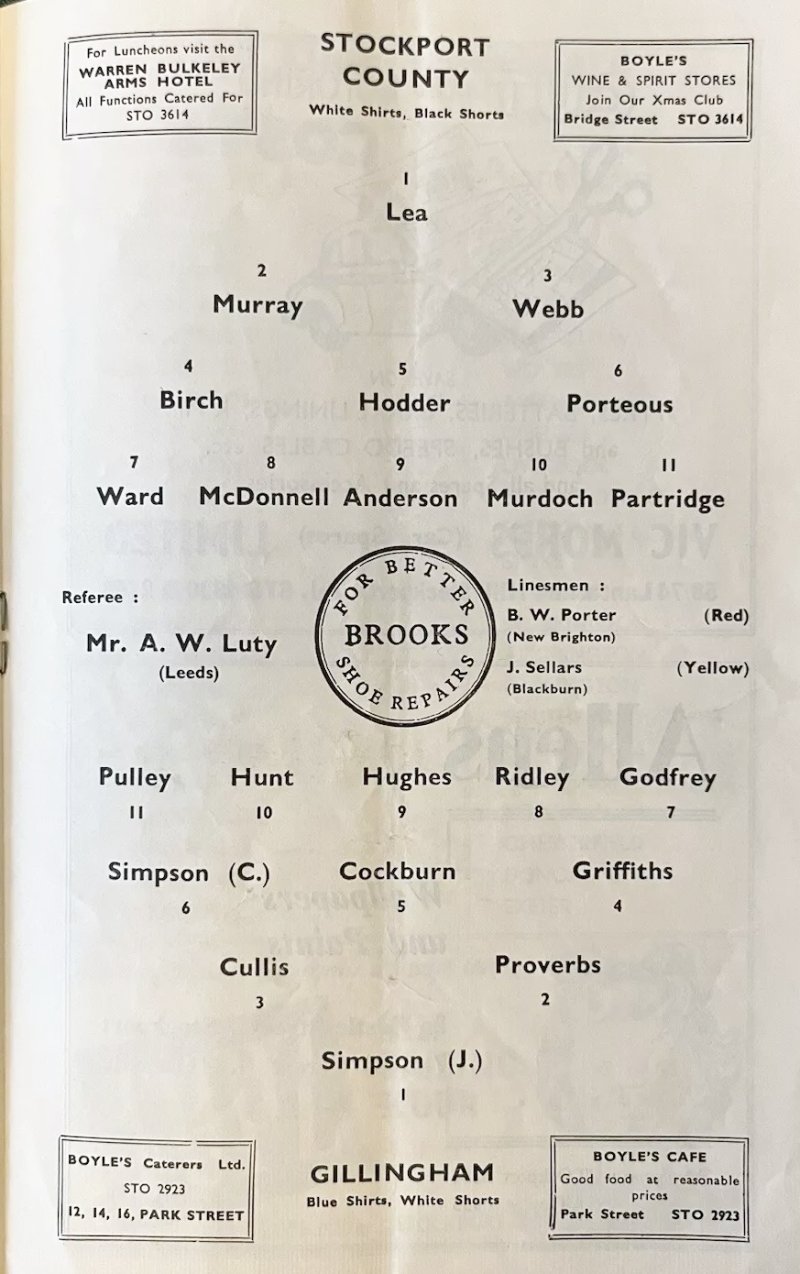 For Luncheons visit the
WARREN BULKELEY
ARMS HOTEL
All Functions Catered For
STO 3614
STOCKPORT
COUNTY
White Shirts, Black Shorts
BOYLE'S
WINE & SPIRIT STORES
Join Our Xmas Club
Bridge Street STO 3614
1
Lea
2 3
Murray Webb
4 5 6
Birch Hodder Porteous
7 8 9 10 11
Ward McDonnell Anderson Murdoch Partridge
Referee :
Mr. A. W. Luty
(Leeds)
FOR BETTER
BROOKS
SHOE REPAIRS
Linesmen :
B. W. Porter (Red)
(New Brighton)
J. Sellars (Yellow)
(Blackburn)
Pulley Hunt Hughes Ridley Godfrey
11 10 9 8 7
Simpson (C.) Cockburn Griffiths
6 5 4
Cullis Proverbs
3 2
Simpson (J.)
1
BOYLE'S Caterers Ltd.
STO 2923
12, 14, 16, PARK STREET
GILLINGHAM
Blue Shirts, White Shorts
BOYLE'S CAFE
Good food at reasonable
prices
Park Street STO 2923